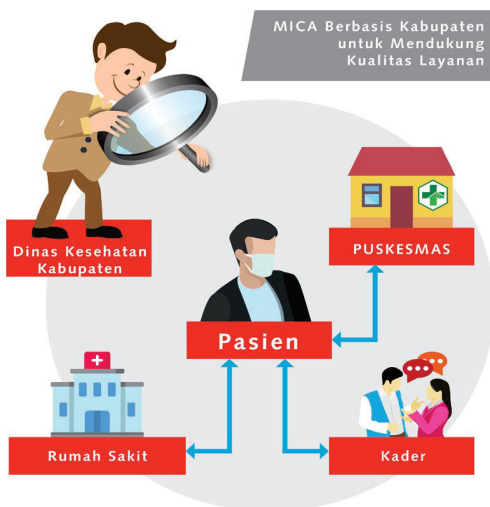 MICA Berbasis Kabupaten
untuk Mendukung
Kualitas Layanan
Dinas Kesehatan
Kabupaten
PUSKESMAS
Pasien
Rumah Sakit
Kader